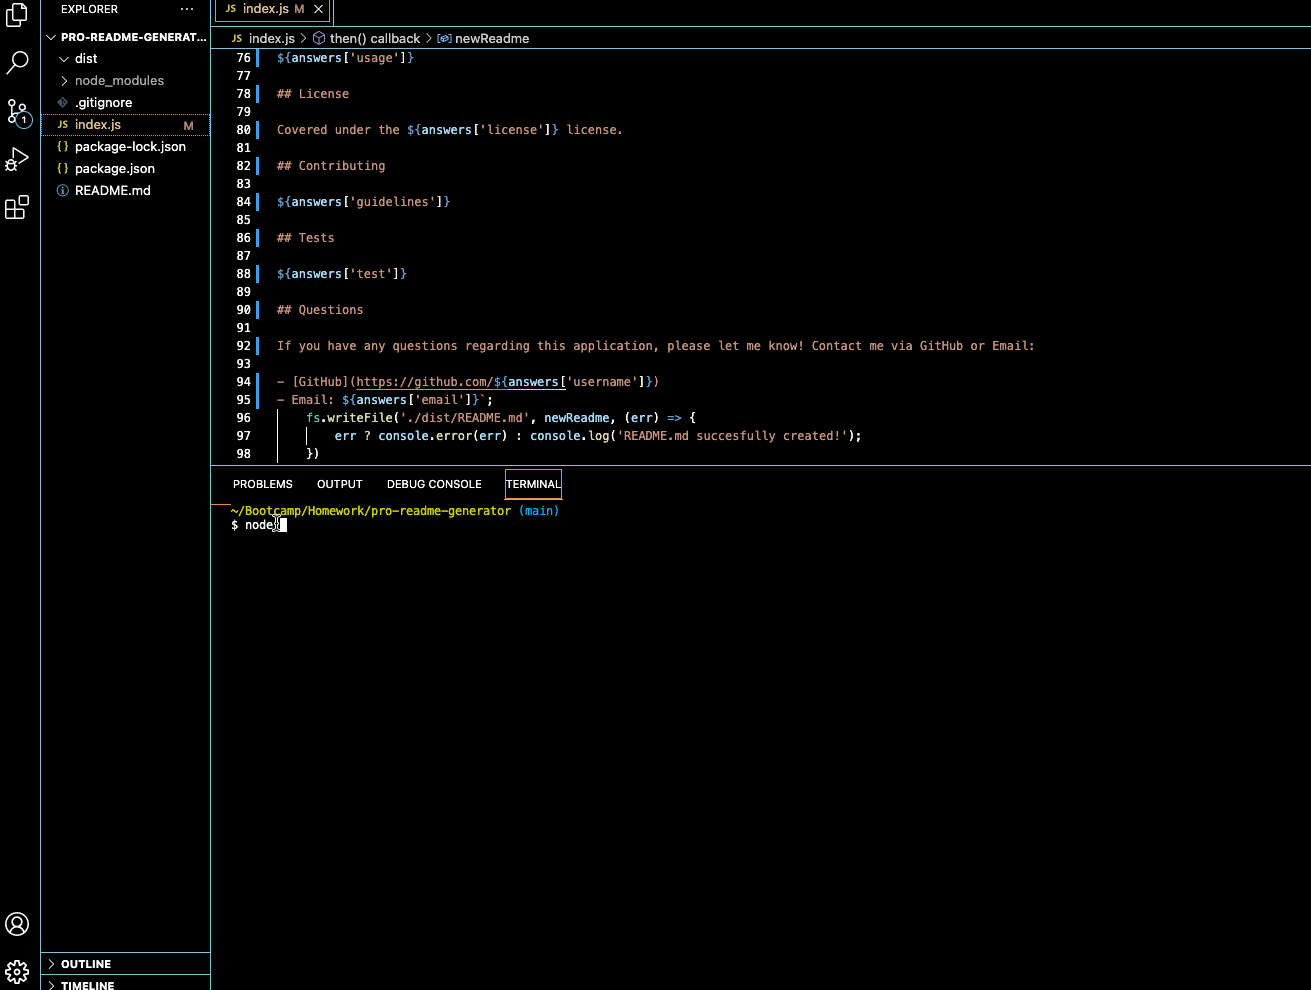 EXPLORER ...
PRO-README-GENERAT...
dist
node_modules
.gitignore
JS index.js M
{} package-lock.json
{} package.json
README.md
OUTLINE
TIMELINE
1
JS index.js M
JS index.js > then() callback > newReadme
76 ${answers['usage']}
77
78 ## License
79
80 Covered under the ${answers['license']} license.
81
82 ## Contributing
83
84 ${answers['guidelines']}
85
86 ## Tests
87
88 ${answers['test']}
89
90 ## Questions
91
92 If you have any questions regarding this application, please let me know! Contact me via GitHub or Email:
93
94 - [GitHub](https://github.com/${answers['username']})
95 - Email: ${answers['email']}`;
96 fs.writeFile('./dist/README.md', newReadme, (err) => {
97 err ? console.error(err) : console.log('README.md succesfully created!');
98 })
PROBLEMS OUTPUT DEBUG CONSOLE TERMINAL
~/Bootcamp/Homework/pro-readme-generator (main)
$ node